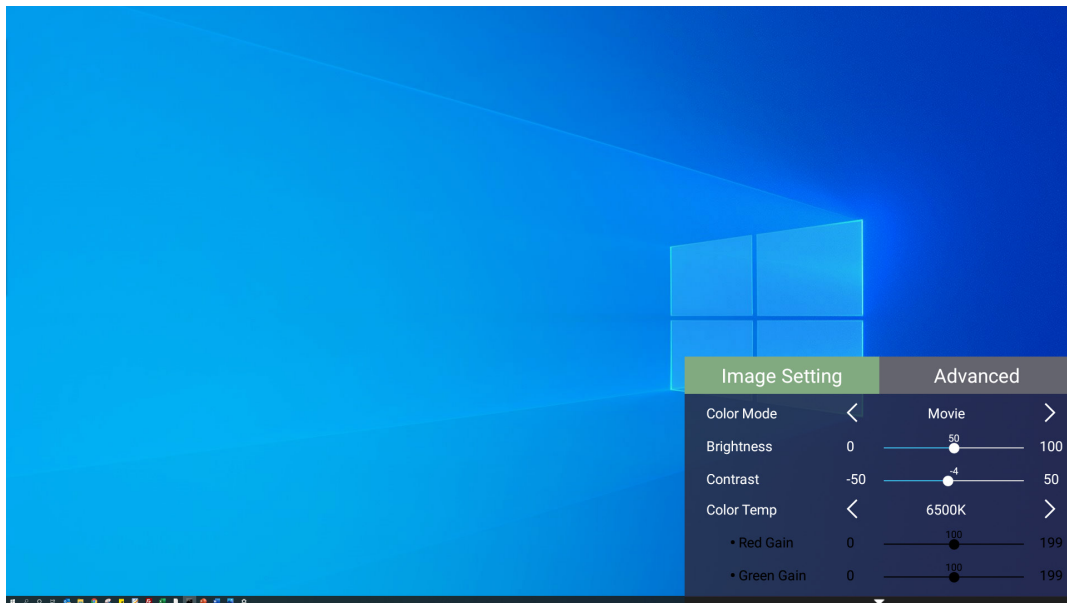 Image Setting Advanced
Color Mode Movie
Brightness 0 50 100
Contrast -50 -4 50
Color Temp 6500K
• Red Gain 0 100 199
• Green Gain 0 100 199